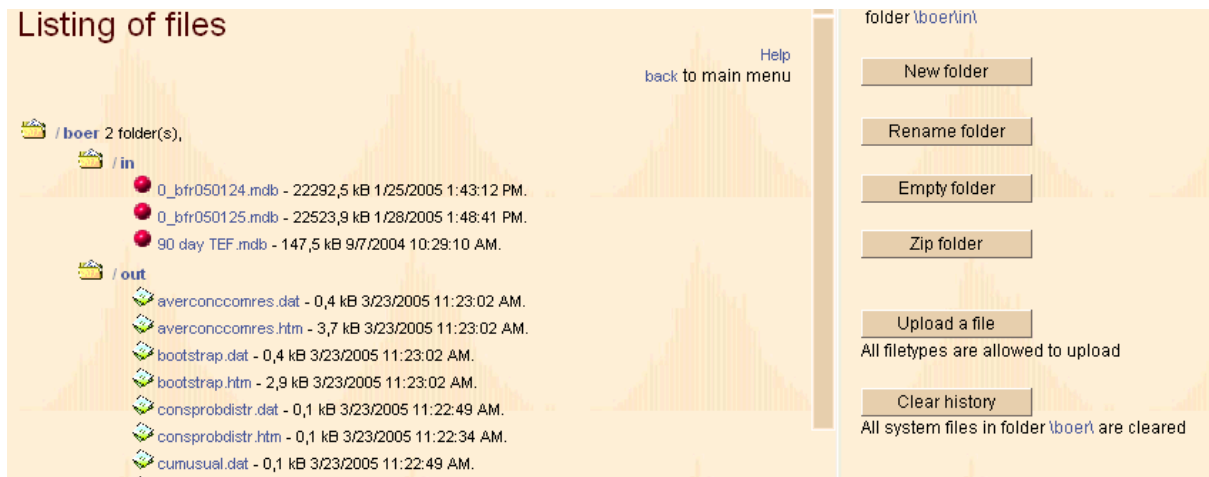 Listing of files
Help
back to main menu
/ boer 2 folder(s),
/ in
0_bfr050124.mdb - 22292,5 kB 1/25/2005 1:43:12 PM.
0_bfr050125.mdb - 22523,9 kB 1/28/2005 1:48:41 PM.
90 day TEF.mdb - 147,5 kB 9/7/2004 10:29:10 AM.
/ out
averconccomres.dat - 0,4 kB 3/23/2005 11:23:02 AM.
averconccomres.htm - 3,7 kB 3/23/2005 11:23:02 AM.
bootstrap.dat - 0,4 kB 3/23/2005 11:23:02 AM.
bootstrap.htm - 2,9 kB 3/23/2005 11:23:02 AM.
consprobdistr.dat - 0,1 kB 3/23/2005 11:22:49 AM.
consprobdistr.htm - 0,1 kB 3/23/2005 11:22:34 AM.
cumusual.dat - 0,1 kB 3/23/2005 11:22:49 AM.
folder \boer\in\
New folder
Rename folder
Empty folder
Zip folder
Upload a file
All filetypes are allowed to upload
Clear history
All system files in folder \boer\ are cleared